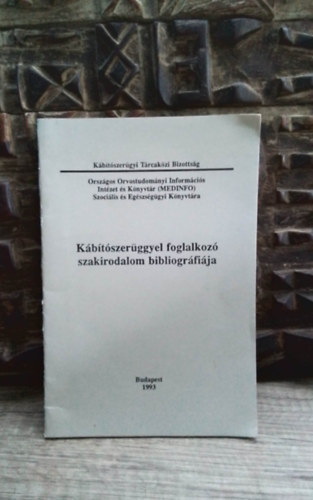 Kábítószerügyi Tárcaközi Bizottság
Országos Orvostudományi Információs
Intézet és Könyvtár (MEDINFO)
Szociális és Egészségügyi Könyvtára
Kábítószerüggyel foglalkozó
szakirodalom bibliográfiája
Budapest
1993